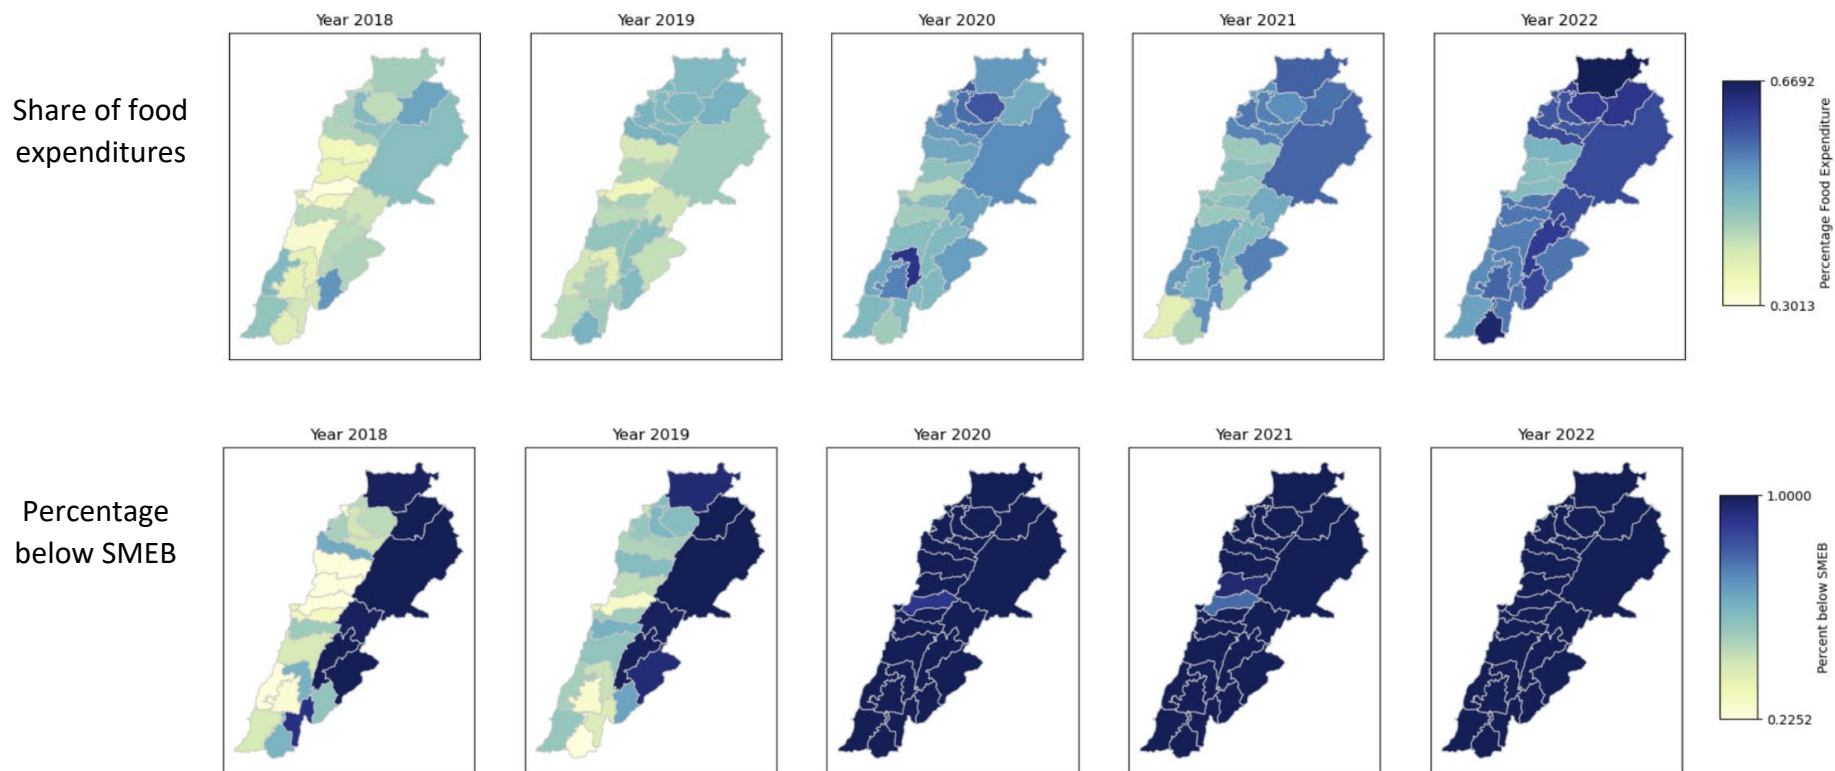 Year 2018
Year 2019
Year 2020
Year 2021
Year 2022
Share of food
expenditures
0.6692
Percentage Food Expenditure
0.3013
Year 2018
Year 2019
Year 2020
Year 2021
Year 2022
Percentage
below SMEB
1.0000
Percent below SMEB
0.2252